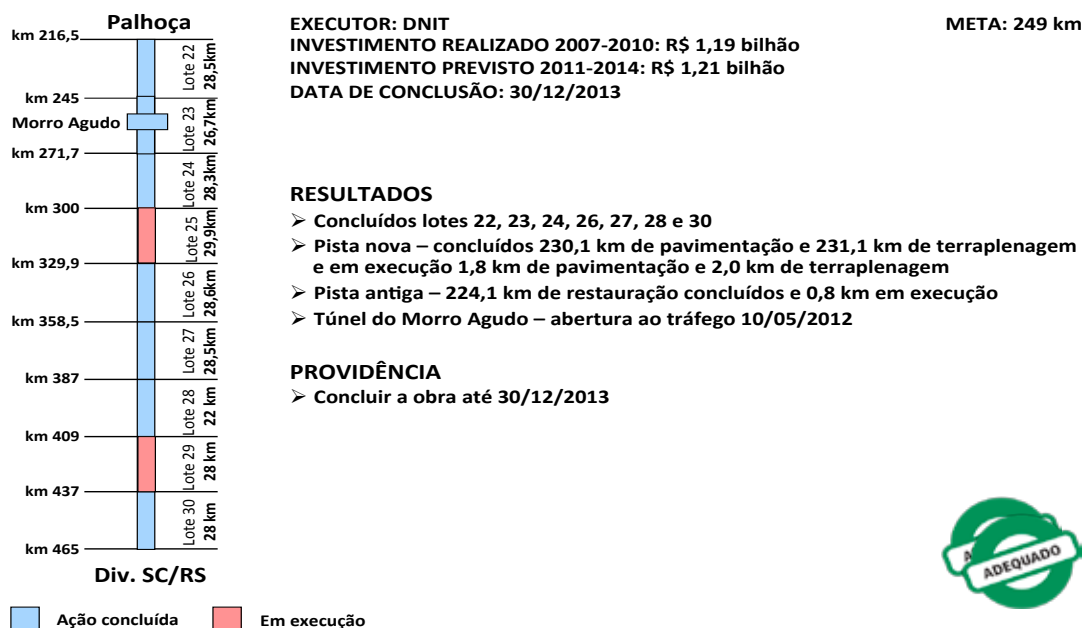 Palhoça
km 216,5
Lote 22
28,5km
km 245
Morro Agudo
Lote 23
26,7km
km 271,7
Lote 24
28,3km
km 300
Lote 25
29,9km
km 329,9
Lote 26
28,6km
km 358,5
Lote 27
28,5km
km 387
Lote 28
22 km
km 409
Lote 29
28 km
km 437
Lote 30
28 km
km 465
Div. SC/RS
Ação concluída
Em execução
EXECUTOR: DNIT
META: 249 km
INVESTIMENTO REALIZADO 2007-2010: R$ 1,19 bilhão
INVESTIMENTO PREVISTO 2011-2014: R$ 1,21 bilhão
DATA DE CONCLUSÃO: 30/12/2013
RESULTADOS
➢ Concluídos lotes 22, 23, 24, 26, 27, 28 e 30
➢ Pista nova – concluídos 230,1 km de pavimentação e 231,1 km de terraplenagem
e em execução 1,8 km de pavimentação e 2,0 km de terraplenagem
➢ Pista antiga – 224,1 km de restauração concluídos e 0,8 km em execução
➢ Túnel do Morro Agudo – abertura ao tráfego 10/05/2012
PROVIDÊNCIA
➢ Concluir a obra até 30/12/2013
ADEQUADO